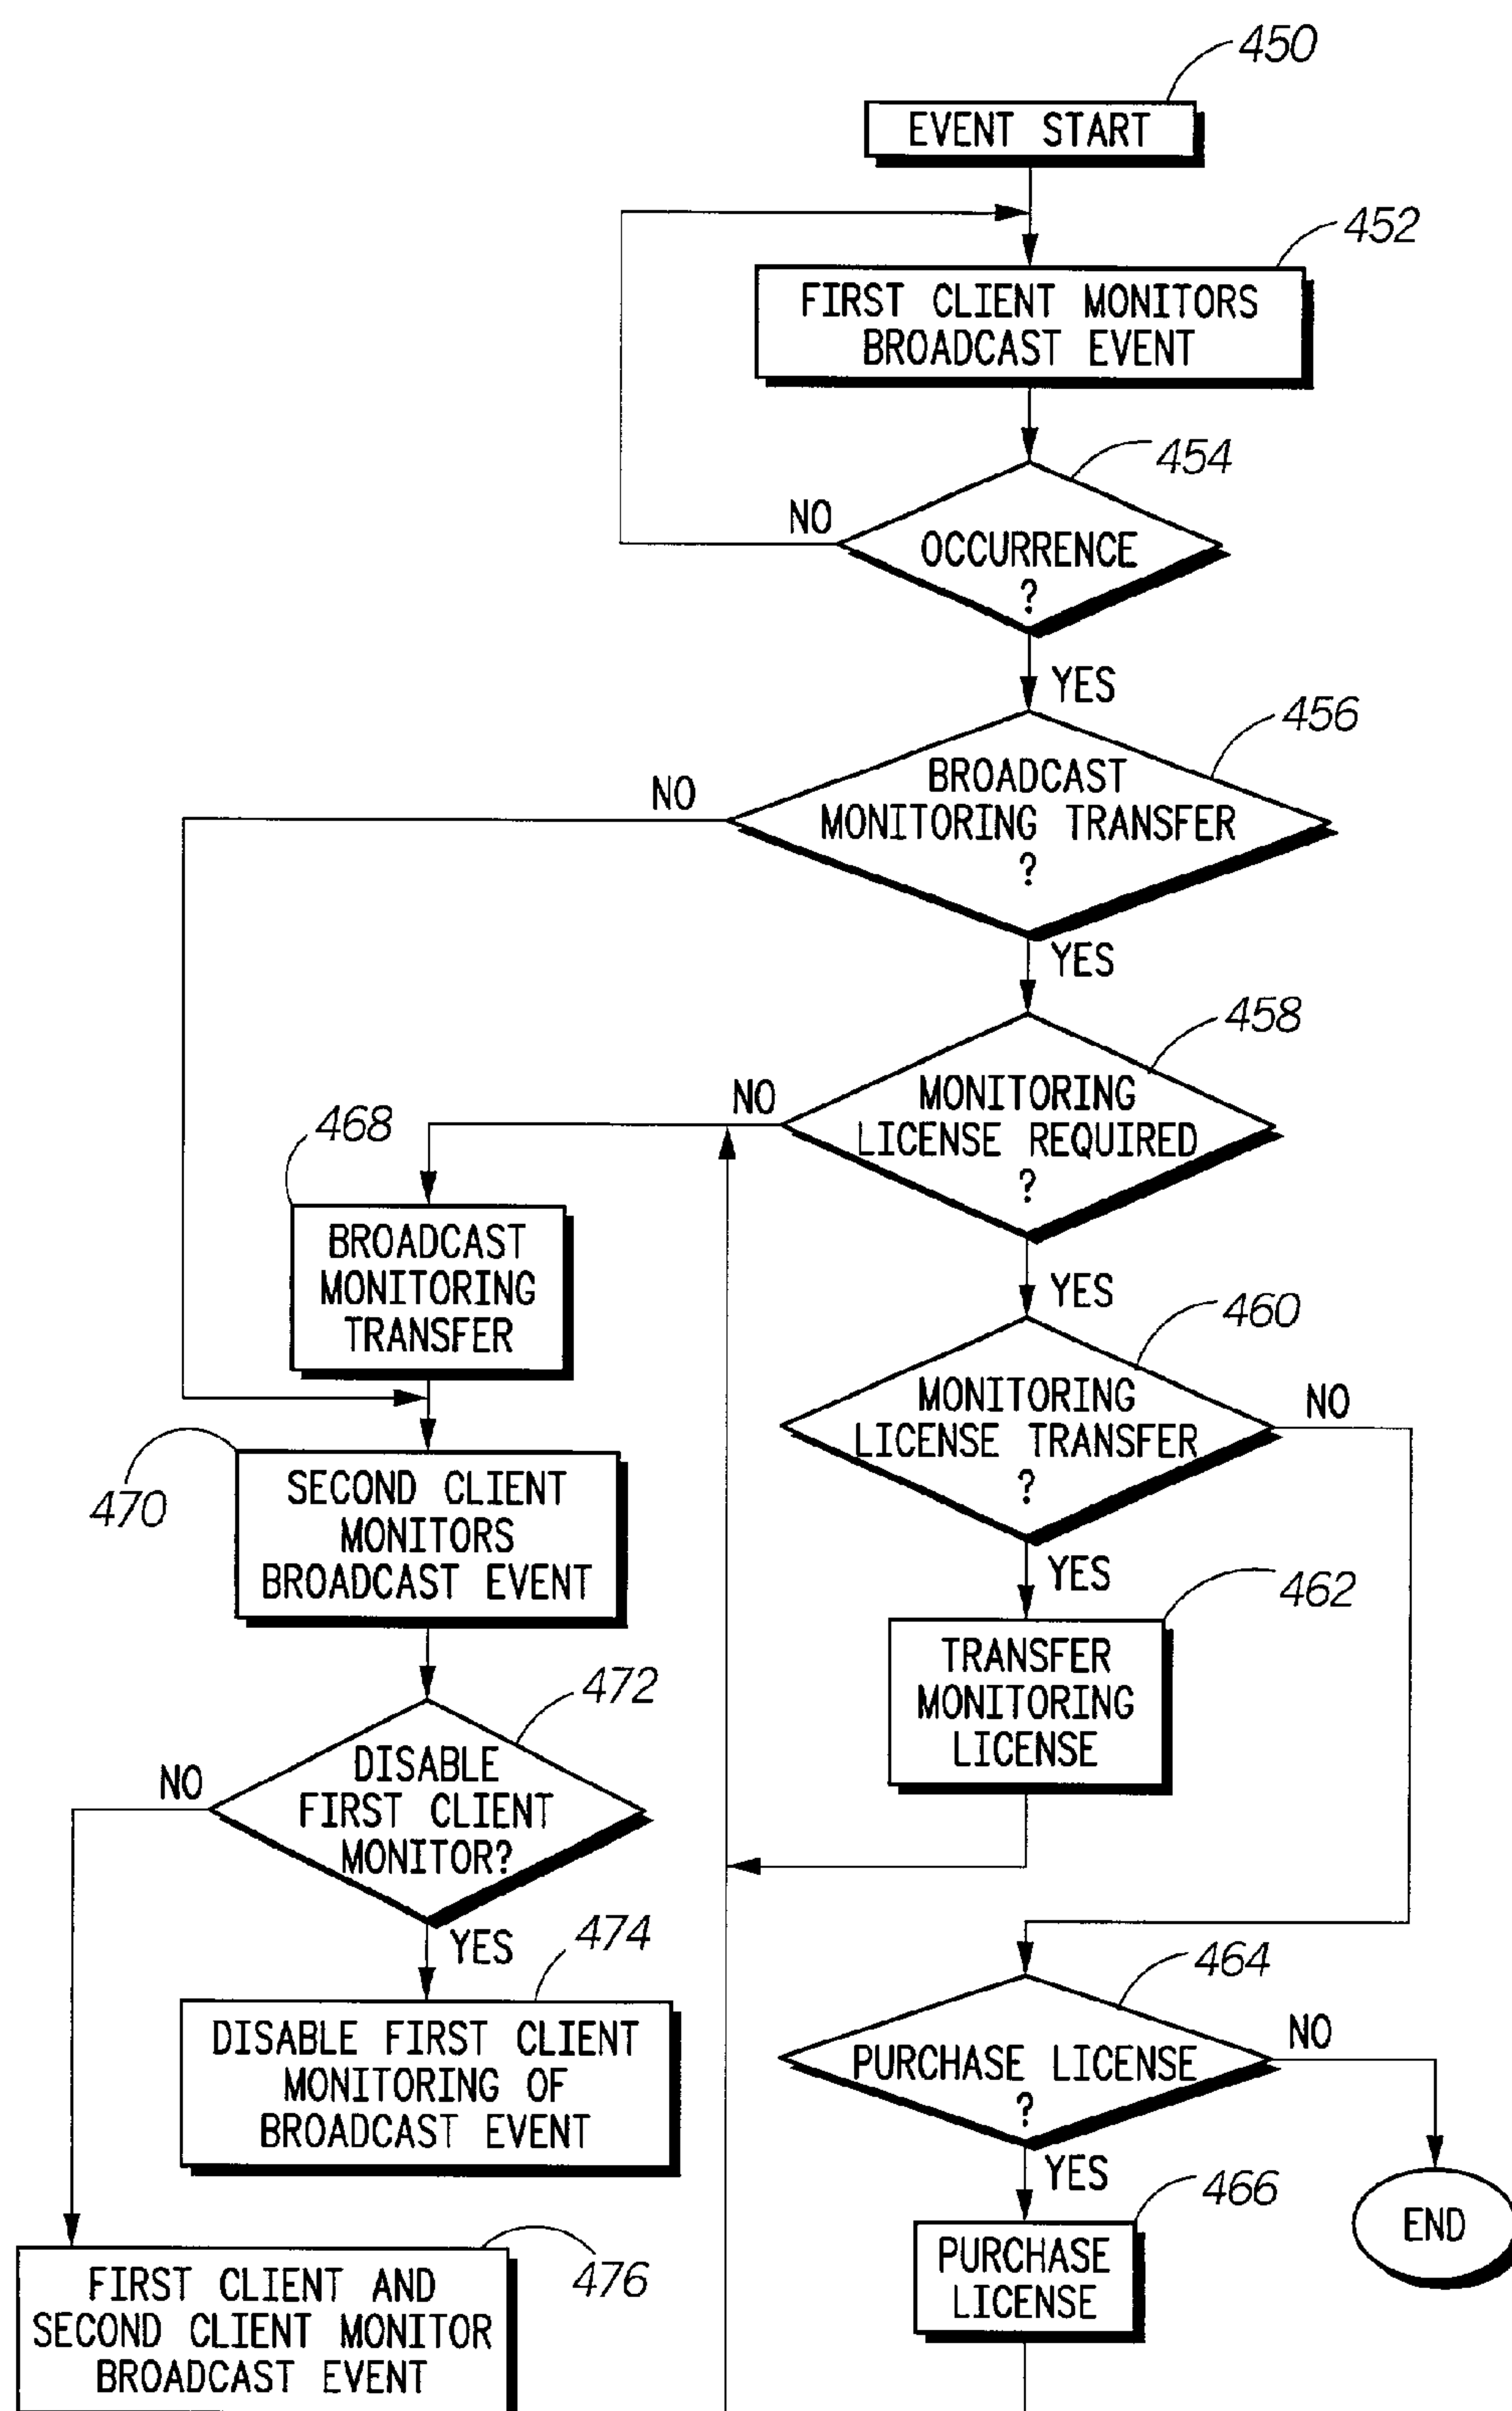 450
EVENT START
452
FIRST CLIENT MONITORS
BROADCAST EVENT
454
NO
OCCURRENCE
?
YES
456
NO
BROADCAST
MONITORING TRANSFER
?
YES
458
NO
MONITORING
LICENSE REQUIRED
?
YES
468
BROADCAST
MONITORING
TRANSFER
460
MONITORING
LICENSE TRANSFER
?
NO
YES
470
SECOND CLIENT
MONITORS
BROADCAST EVENT
462
TRANSFER
MONITORING
LICENSE
472
NO
DISABLE
FIRST CLIENT
MONITOR?
YES
474
DISABLE FIRST CLIENT
MONITORING OF
BROADCAST EVENT
464
PURCHASE LICENSE
?
NO
YES
END
466
PURCHASE
LICENSE
476
FIRST CLIENT AND
SECOND CLIENT MONITOR
BROADCAST EVENT